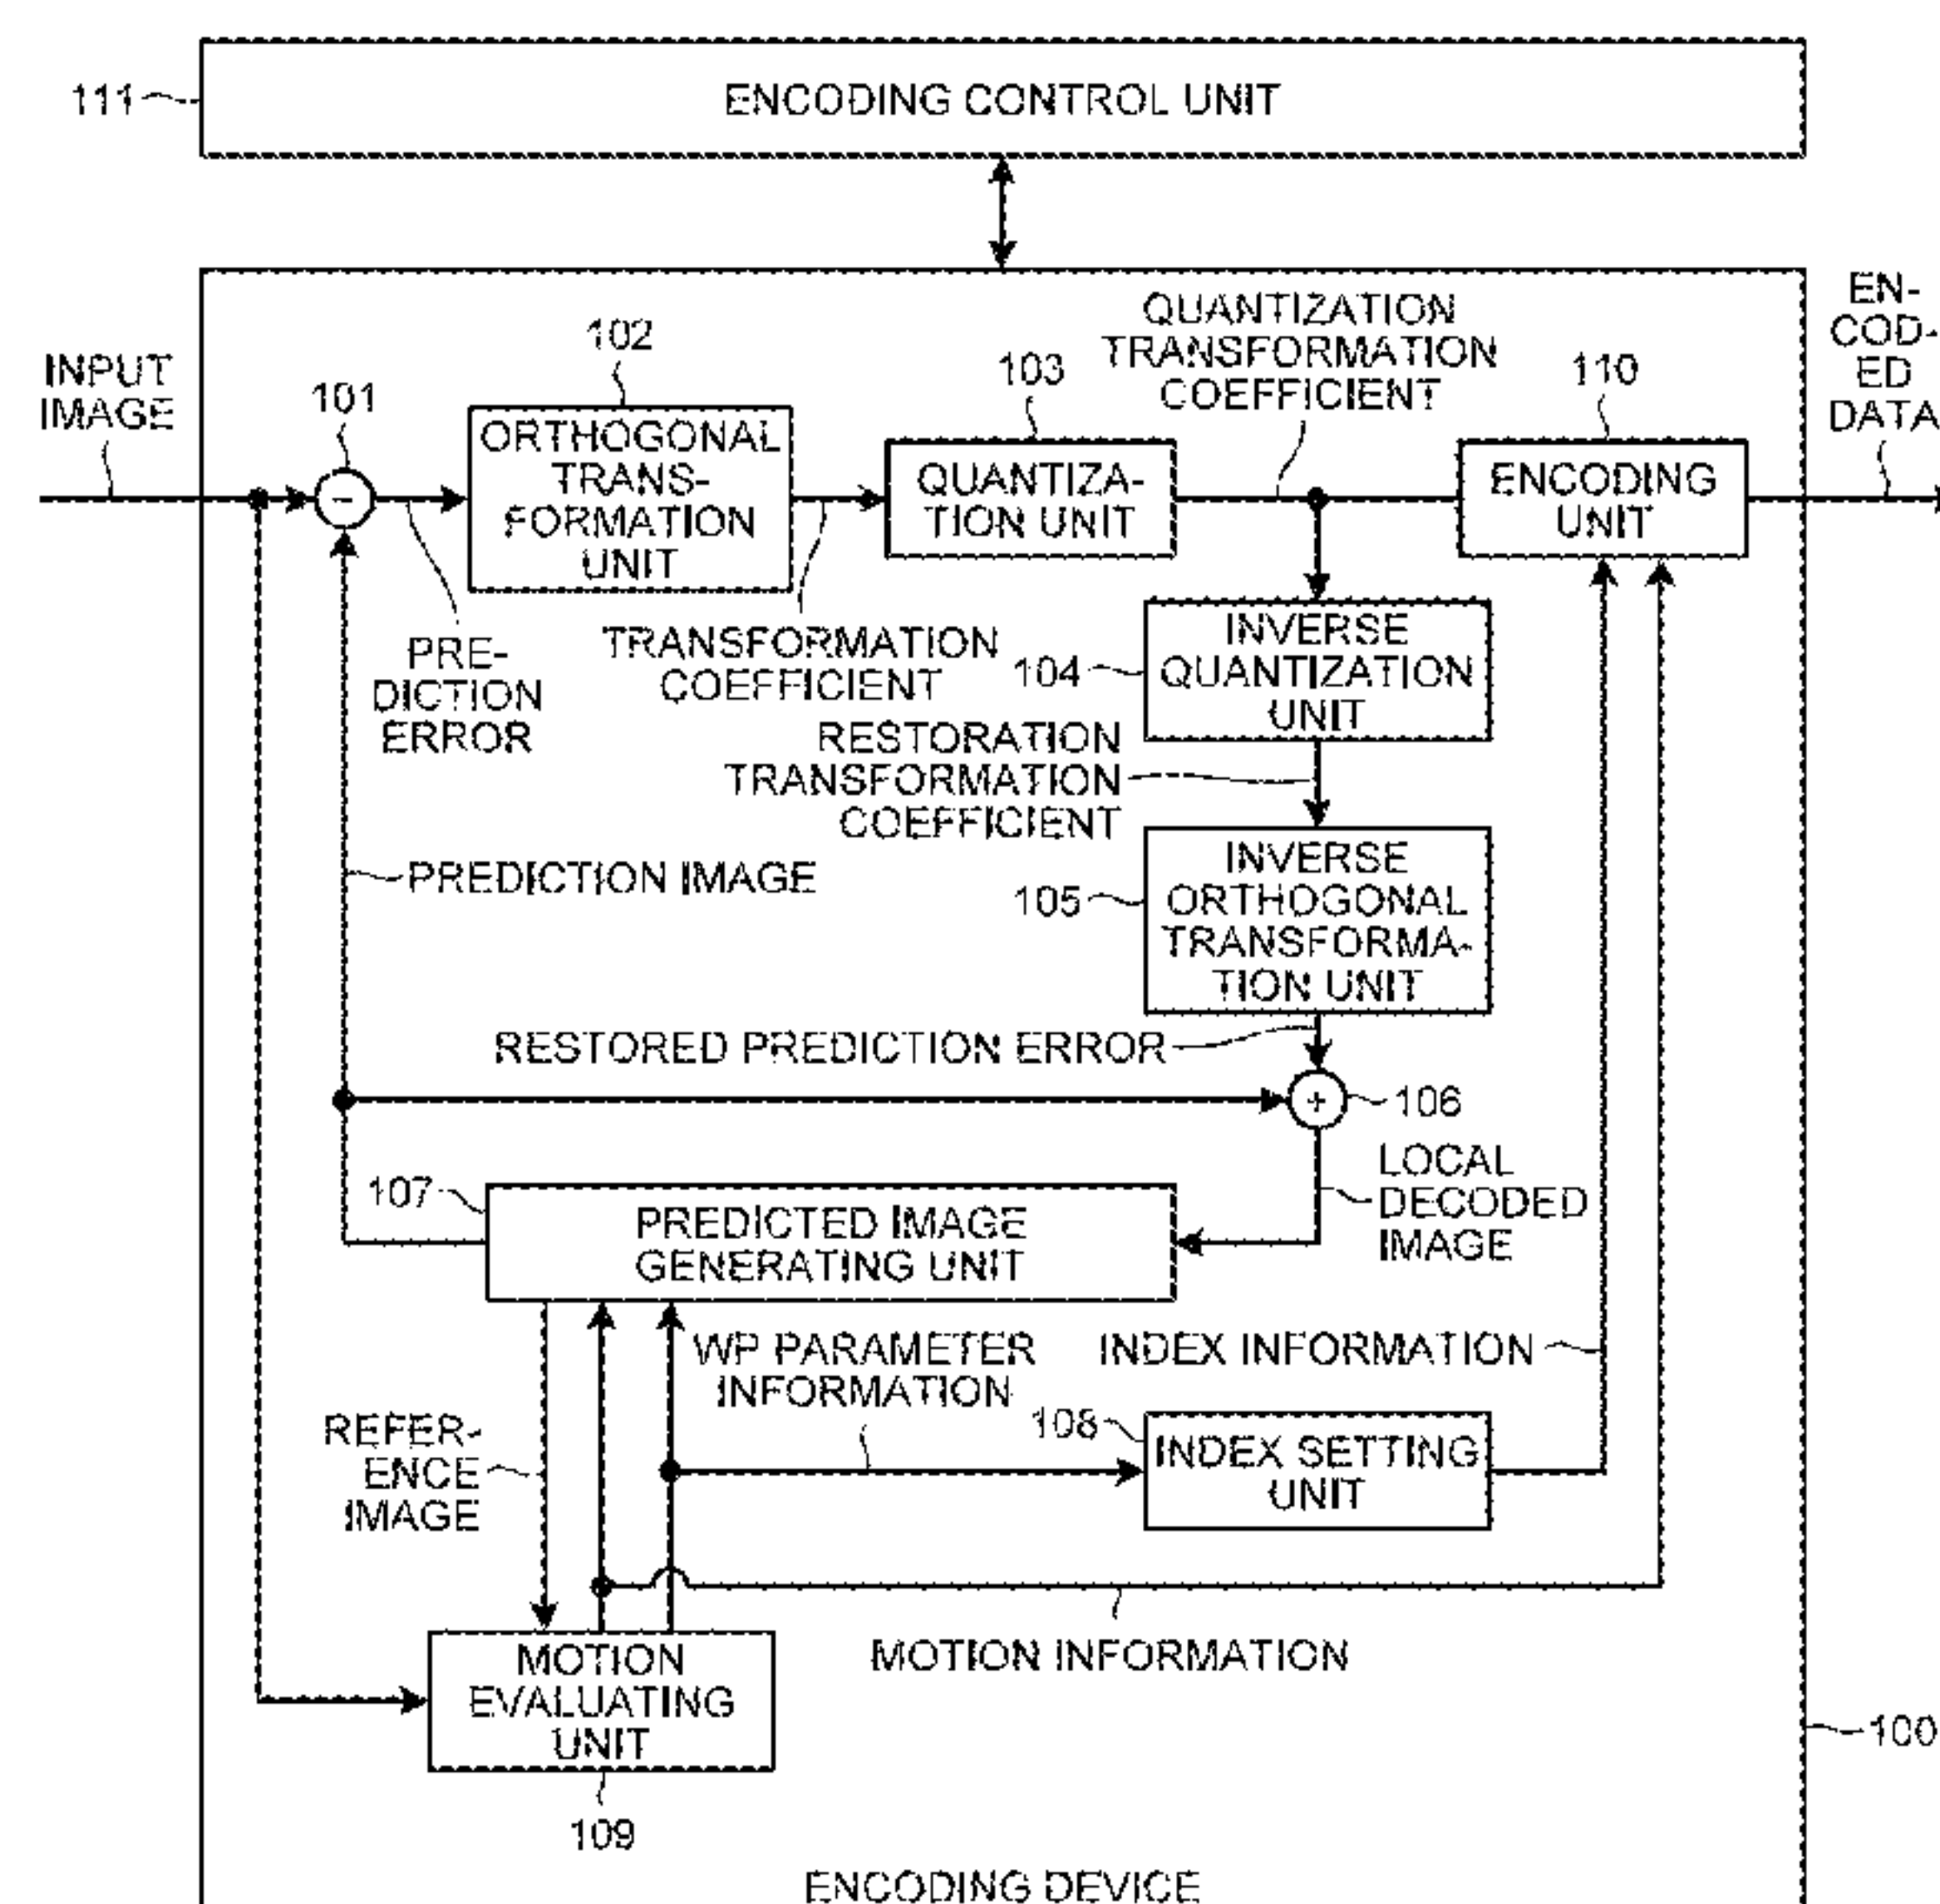 111
ENCODING CONTROL UNIT
INPUT
IMAGE
101
102
ORTHOGONAL
TRANS-
FORMATION
UNIT
103
QUANTIZA-
TION UNIT
QUANTIZATION
TRANSFORMATION
COEFFICIENT
110
ENCODING
UNIT
EN-
COD-
ED
DATA
-
PRE-
DICTION
ERROR
TRANSFORMATION
COEFFICIENT
104
INVERSE
QUANTIZATION
UNIT
RESTORATION
TRANSFORMATION
COEFFICIENT
PREDICTION IMAGE
105
INVERSE
ORTHOGONAL
TRANSFORMA-
TION UNIT
RESTORED PREDICTION ERROR
+
106
LOCAL
DECODED
IMAGE
107
PREDICTED IMAGE
GENERATING UNIT
WP PARAMETER
INFORMATION
INDEX INFORMATION
REFER-
ENCE
IMAGE
108
INDEX SETTING
UNIT
MOTION INFORMATION
MOTION
EVALUATING
UNIT
109
100
ENCODING DEVICE